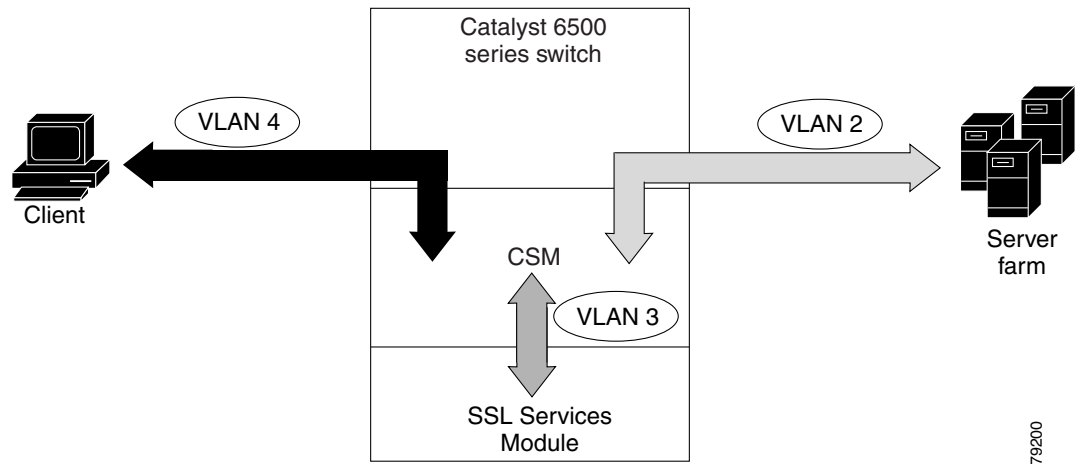 Catalyst 6500
series switch
VLAN 4
VLAN 2
Client
Server
farm
CSM
VLAN 3
SSL Services
Module
79200